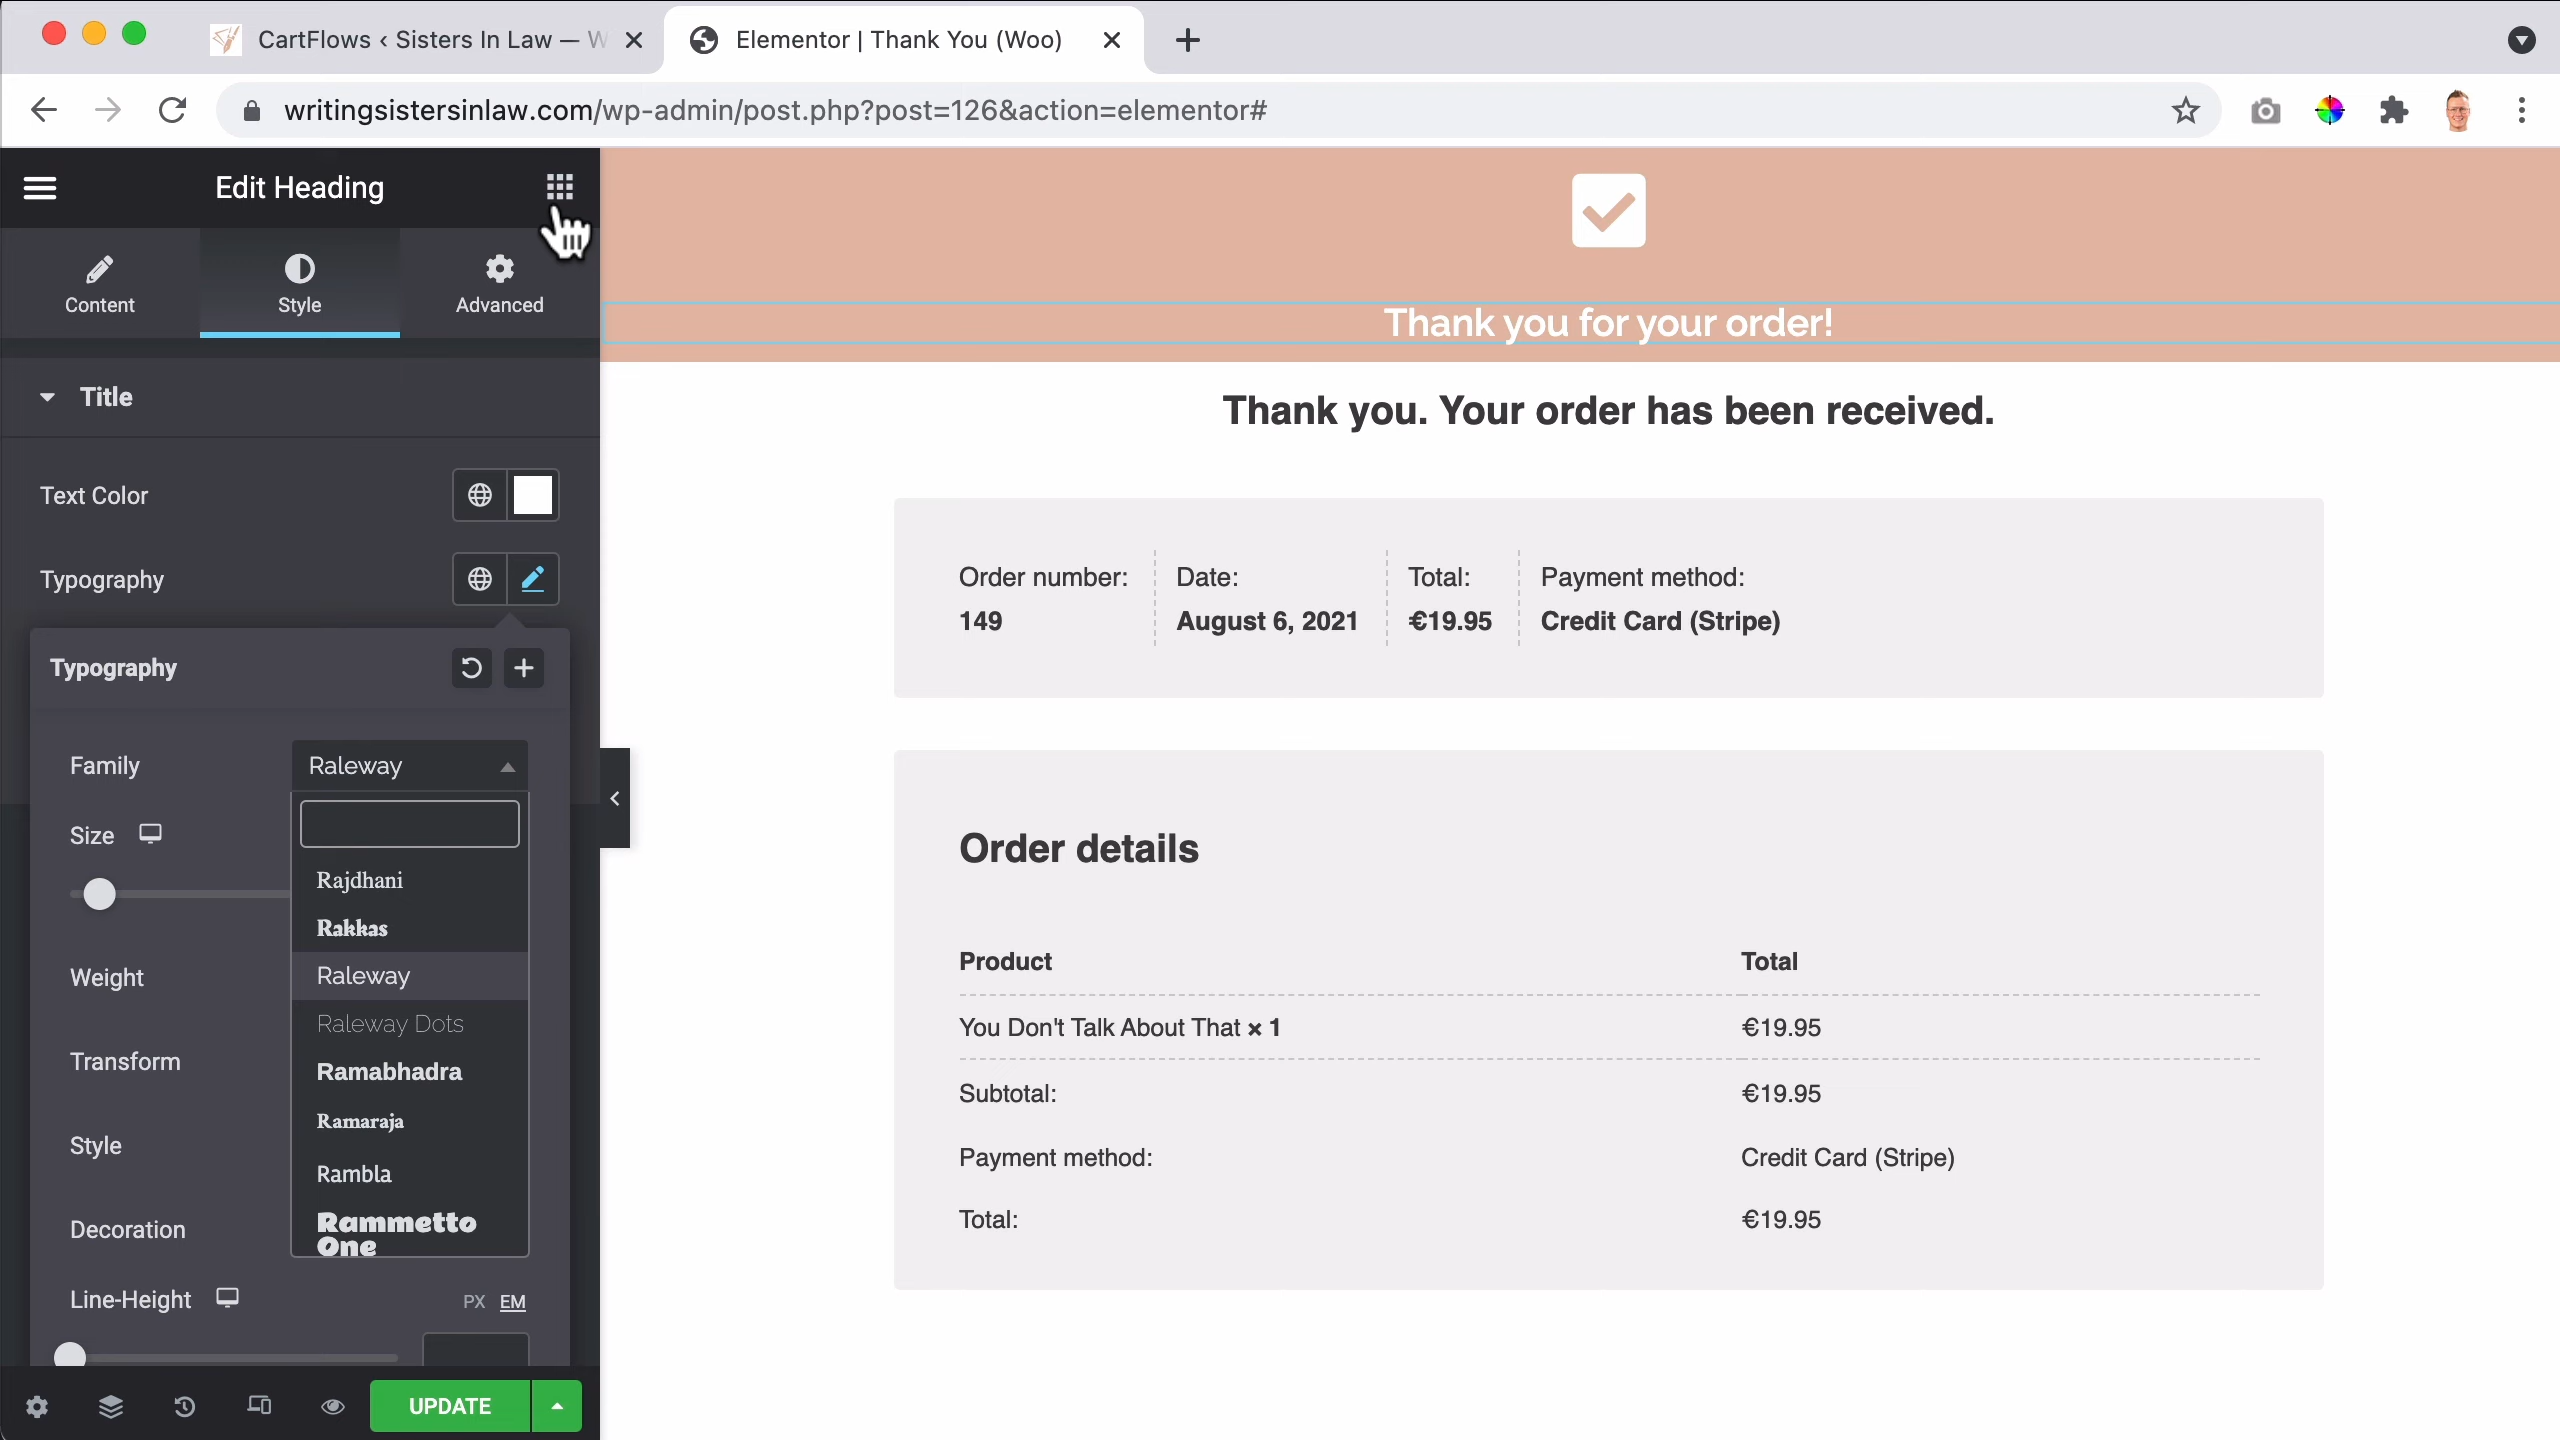 CartFlows ‹ Sisters In Law — W
Elementor | Thank You (Woo)
writingsistersinlaw.com/wp-admin/post.php?post=126&action=elementor#
Edit Heading
Content
Style
Advanced
Title
Text Color
Typography
Typography
Family
Raleway
Size
Rajdhani
Rakkas
Weight
Raleway
Raleway Dots
Transform
Ramabhadra
Ramaraja
Style
Rambla
Decoration
Rammetto
One
Line-Height
PX EM
UPDATE
Thank you for your order!
Thank you. Your order has been received.
Order number:
149
Date:
August 6, 2021
Total:
€19.95
Payment method:
Credit Card (Stripe)
Order details
Product Total
You Don't Talk About That × 1 €19.95
Subtotal: €19.95
Payment method: Credit Card (Stripe)
Total: €19.95